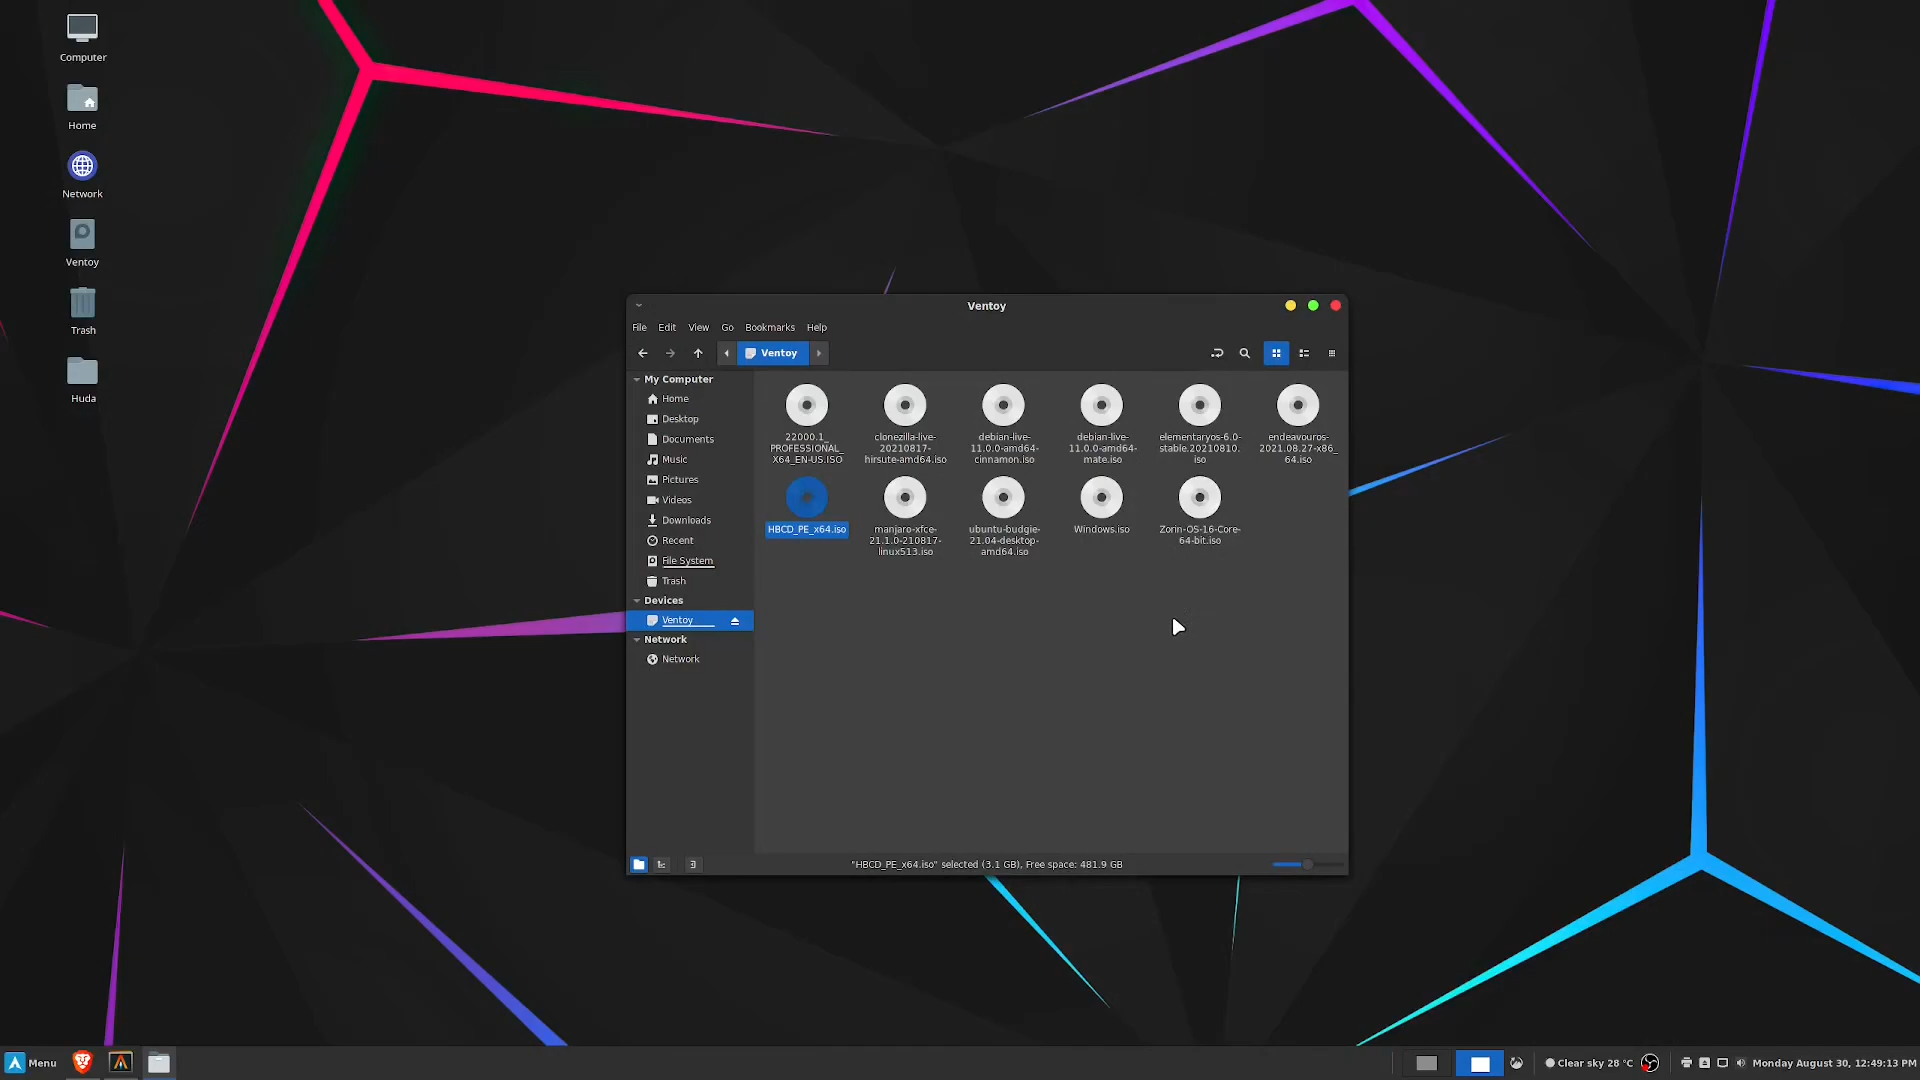 Computer
Home
Network
Ventoy
Trash
Huda
Ventoy
File Edit View Go Bookmarks Help
Ventoy
My Computer
Home
Desktop
Documents
Music
Pictures
Videos
Downloads
Recent
File System
Trash
Devices
Ventoy
Network
Network
22000.1_
PROFESSIONAL_
X64_EN-US.ISO
clonezilla-live-
20210817-
hirsute-amd64.iso
debian-live-
11.0.0-amd64-
cinnamon.iso
debian-live-
11.0.0-amd64-
mate.iso
elementaryos-6.0-
stable.20210810.
iso
endeavouros-
2021.08.27-x86_
64.iso
HBCD_PE_x64.iso
manjaro-xfce-
21.1.0-210817-
linux513.iso
ubuntu-budgie-
21.04-desktop-
amd64.iso
Windows.iso
Zorin-OS-16-Core-
64-bit.iso
"HBCD_PE_x64.iso" selected (3.1 GB), Free space: 481.9 GB
Menu
Clear sky 28 °C
Monday August 30, 12:49:13 PM